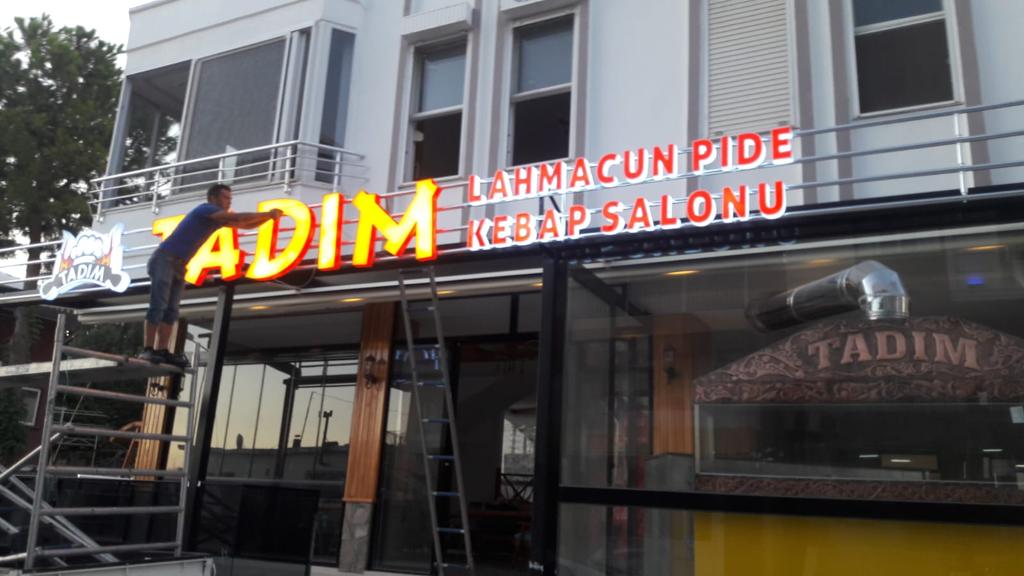 TADIM
TADIM
LAHMACUN PIDE
KEBAP SALONU
TADIM